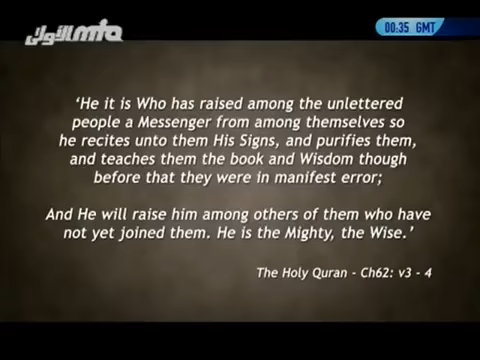 الأولى mta
00:35 GMT
‘He it is Who has raised among the unlettered
people a Messenger from among themselves so
he recites unto them His Signs, and purifies them,
and teaches them the book and Wisdom though
before that they were in manifest error;
And He will raise him among others of them who have
not yet joined them. He is the Mighty, the Wise.’
The Holy Quran - Ch62: v3 - 4